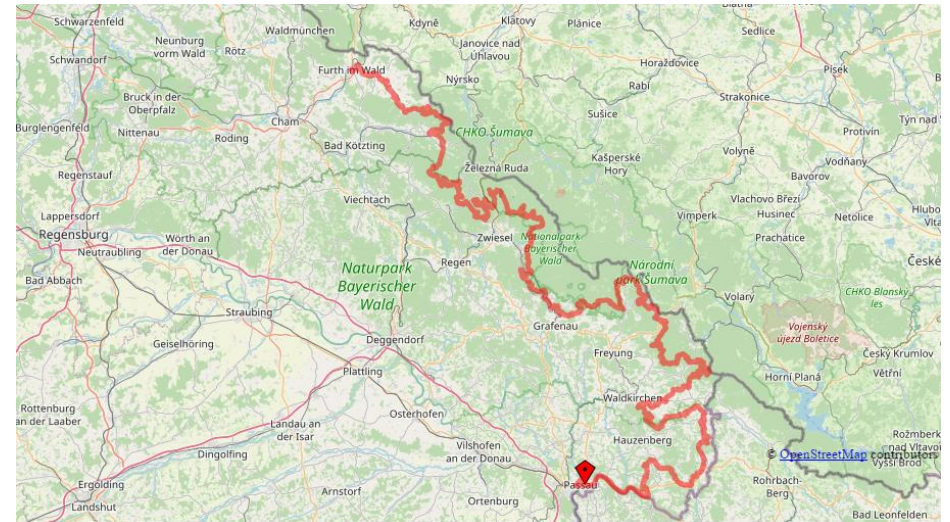 Schwarzenfeld
Waldmünchen
Kdyně
Klatovy
Plánice
Sedlice
Neunburg
vorm Wald
Rötz
Janovice nad
Úhlavou
Schwandorf
Furth im Wald
Nýrsko
Horažďovice
Rabí
Písek
Bruck in der
Oberpfalz
Strakonice
Burglengenfeld
Nittenau
Cham
Roding
Sušice
Protivín
CHKO Šumava
Bad Kötzting
Volyně
Regenstauf
Železná Ruda
Kašperské
Hory
Vodňany
Bavorov
Viechtach
Vlachovo Březí
Husinec
Lappersdorf
Regensburg
Neutraubling
Wörth an
der Donau
Vimperk
Netolice
Zwiesel
Nationalpark
Bayerischer
Wald
Prachatice
Regen
Naturpark
Bayerischer
Wald
Národní
park Šumava
České
Bad Abbach
Volary
CHKO Blanský
les
Straubing
Grafenau
Vojenský
újezd Boletice
Geiselhöring
Deggendorf
Freyung
Český Krumlov
Plattling
Horní Planá
Větřní
Rottenburg
an der Laaber
Waldkirchen
Osterhofen
Landau an
der Isar
Hauzenberg
Dingolfing
Vilshofen
an der Donau
© OpenStreetMap contributors
Rožmberk
nad Vltavou
Vyšší Brod
Ergolding
Landshut
Passau
Arnstorf
Rohrbach-
Berg
Ortenburg
Bad Leonfelden